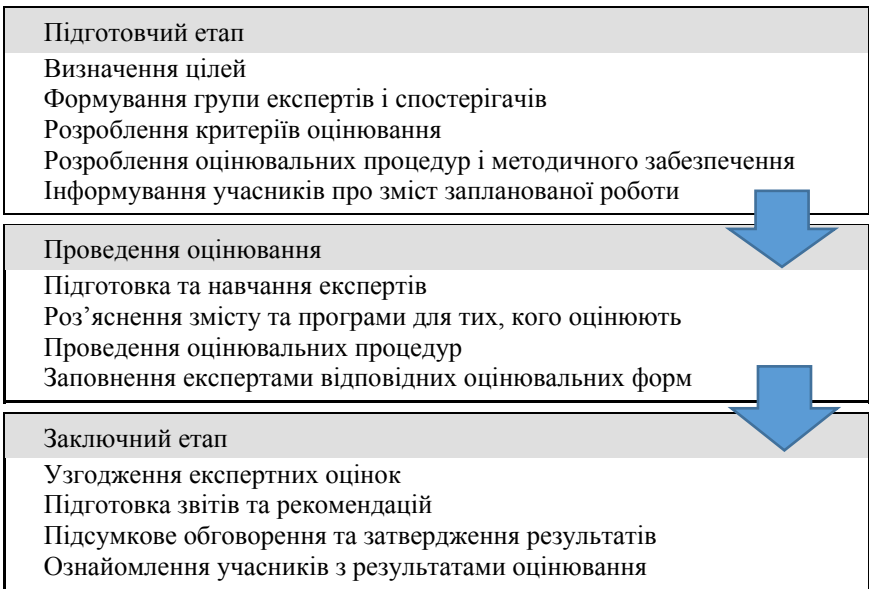 Підготовчий етап
Визначення цілей
Формування групи експертів і спостерігачів
Розроблення критеріїв оцінювання
Розроблення оцінювальних процедур і методичного забезпечення
Інформування учасників про зміст запланованої роботи
Проведення оцінювання
Підготовка та навчання експертів
Роз’яснення змісту та програми для тих, кого оцінюють
Проведення оцінювальних процедур
Заповнення експертами відповідних оцінювальних форм
Заключний етап
Узгодження експертних оцінок
Підготовка звітів та рекомендацій
Підсумкове обговорення та затвердження результатів
Ознайомлення учасників з результатами оцінювання